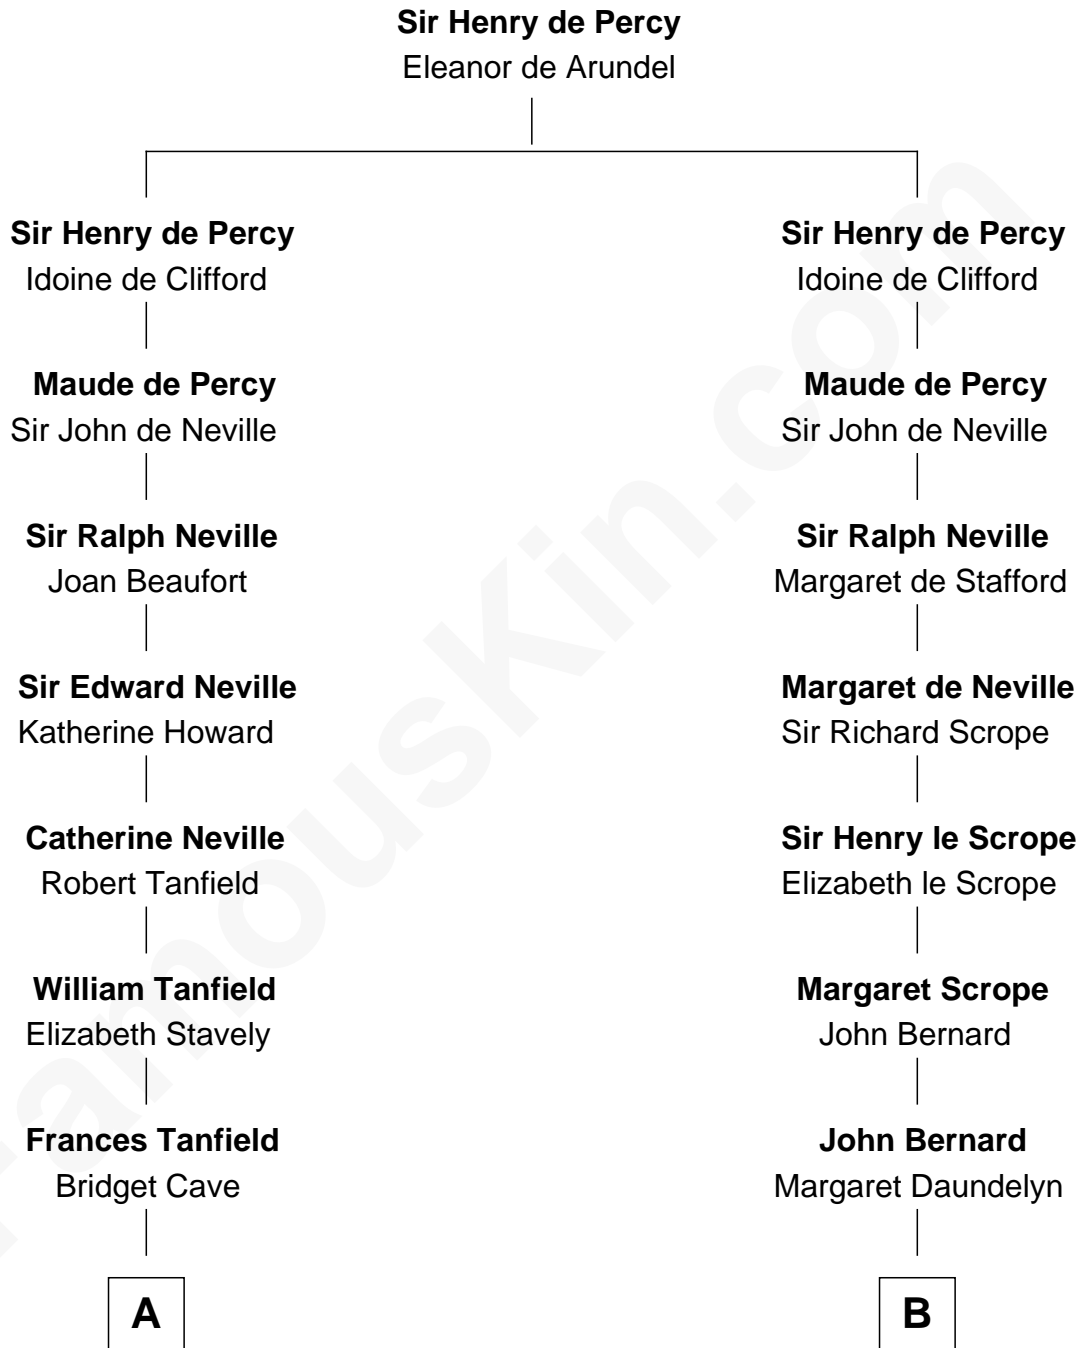 Sir Henry de Percy
Eleanor de Arundel
Sir Henry de Percy
Idoine de Clifford
Maude de Percy
Sir John de Neville
Sir Ralph Neville
Joan Beaufort
Sir Edward Neville
Katherine Howard
Catherine Neville
Robert Tanfield
William Tanfield
Elizabeth Stavely
Frances Tanfield
Bridget Cave
A
Sir Henry de Percy
Idoine de Clifford
Maude de Percy
Sir John de Neville
Sir Ralph Neville
Margaret de Stafford
Margaret de Neville
Sir Richard Scrope
Sir Henry le Scrope
Elizabeth le Scrope
Margaret Scrope
John Bernard
John Bernard
Margaret Daundelyn
B
FamousKin.com